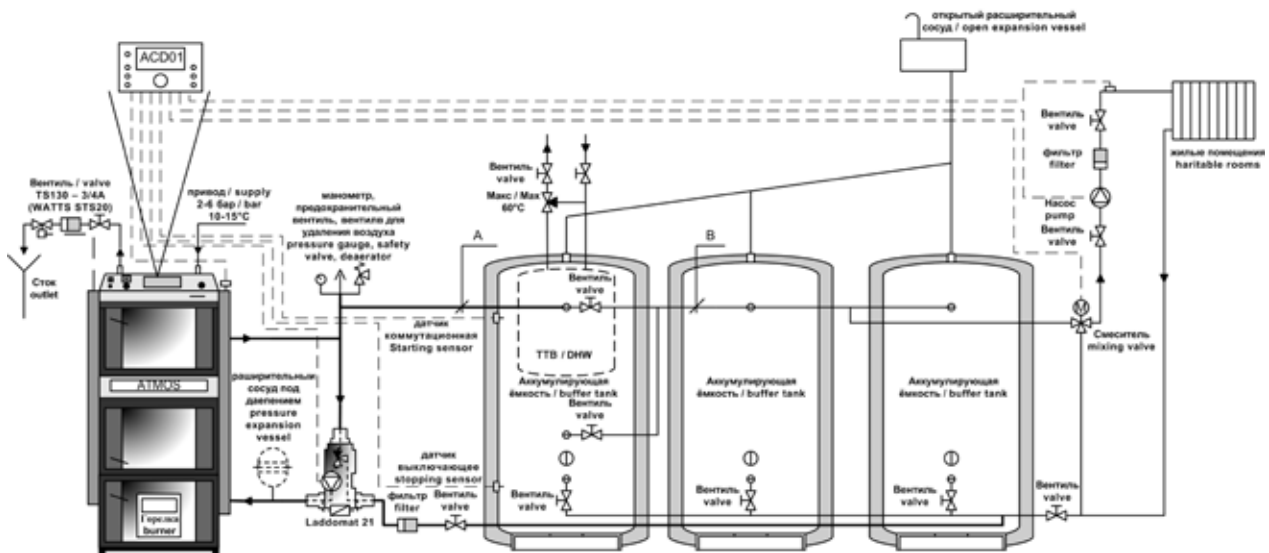 ACD01
открытый расширительный
сосуд / open expansion vessel
Вентиль
valve
фильтр
filter
Насос
pump
Вентиль
valve
жилые помещения
haritable rooms
Вентиль / valve
TS130 – 3/4A
(WATTS STS20)
привод / supply
2-6 бар / bar
10-15°C
манометр,
предохранительный
вентиль, вентилв для
удаления воздуха
pressure gauge, safety
valve, deaerator
Вентиль
valve
Макс / Max
60°C
A
B
Сток
outlet
Вентиль
valve
M
Смеситель
mixing valve
датчик
коммутационная
Starting sensor
ТТВ / DHW
ATMOS
раширительный
сосуд под
давпением
pressure
expansion
vessel
Аккумулирующая
ёмкость / buffer tank
Аккумулирующая
ёмкость / buffer tank
Аккумулирующая
ёмкость / buffer tank
Вентиль
valve
датчик
выключающее
stopping sensor
Горелка
burner
Laddomat 21
фильтр
filter
Вентиль
valve
Вентиль
valve
Вентиль
valve
Вентиль
valve
Вентиль
valve